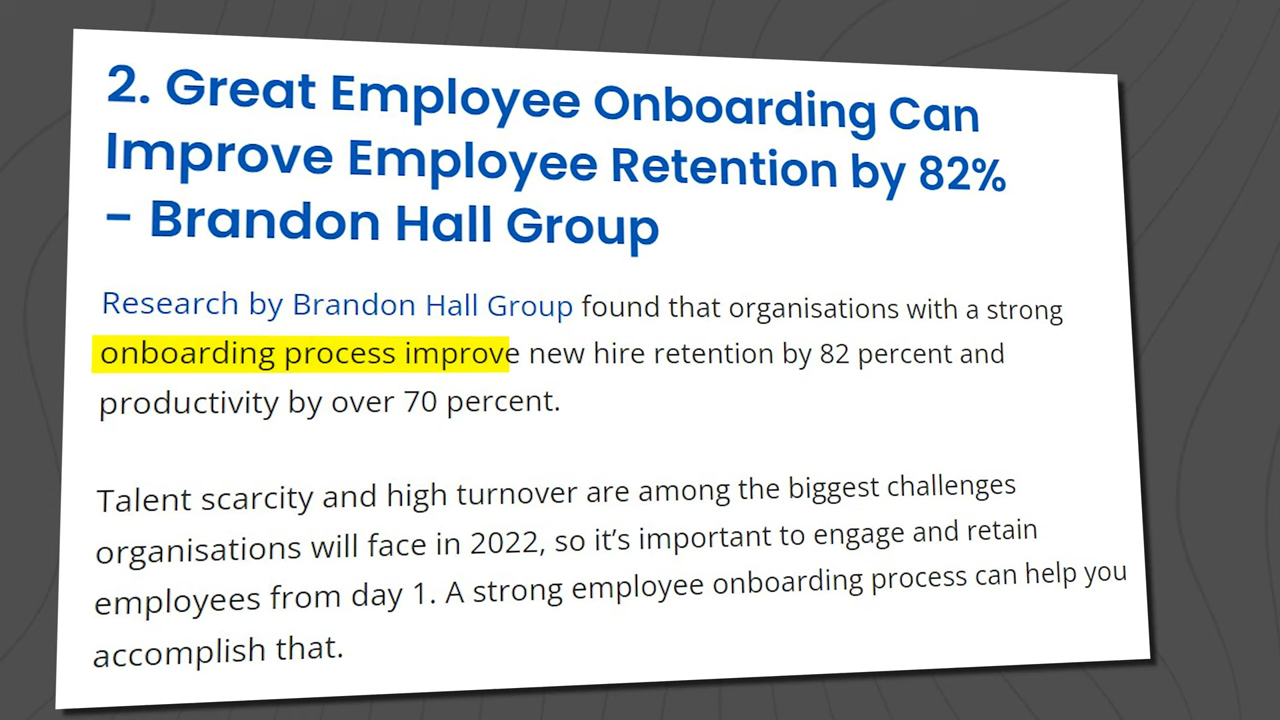 2. Great Employee Onboarding Can
Improve Employee Retention by 82%
– Brandon Hall Group
Research by Brandon Hall Group found that organisations with a strong
onboarding process improve new hire retention by 82 percent and
productivity by over 70 percent.
Talent scarcity and high turnover are among the biggest challenges
organisations will face in 2022, so it’s important to engage and retain
employees from day 1. A strong employee onboarding process can help you
accomplish that.